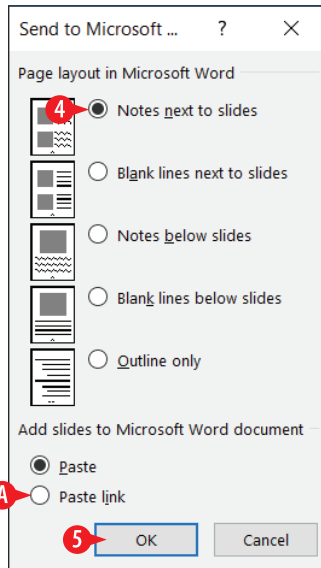 Send to Microsoft ... ? ×
Page layout in Microsoft Word
4 Notes next to slides
Blank lines next to slides
Notes below slides
Blank lines below slides
Outline only
Add slides to Microsoft Word document
Paste
A Paste link
5 OK Cancel